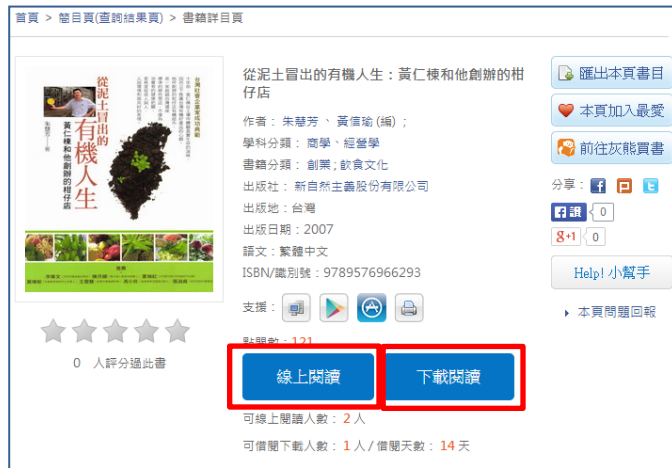 首頁 > 簡目頁(查詢結果頁) > 書籍詳目頁
從泥土冒出的
有機人生
黃仁棟和他創辦的柑仔店
從泥土冒出的有機人生：黃仁棟和他創辦的柑
仔店
作者： 朱慧芳 、 黃信瑜(編) ;
學科分類： 商學、經營學
書籍分類： 創業;飲食文化
出版社： 新自然主義股份有限公司
出版地：台灣
出版日期：2007
語文：繁體中文
ISBN/識別號：9789576966293
支援：
點閱數：121
線上閱讀
下載閱讀
可線上閱讀人數： 2 人
可借閱下載人數： 1 人 / 借閱天數： 14 天
0 人評分過此書
匯出本頁書目
本頁加入最愛
前往灰熊買書
分享：
讚 0
g+1 0
Help! 小幫手
本頁問題回報